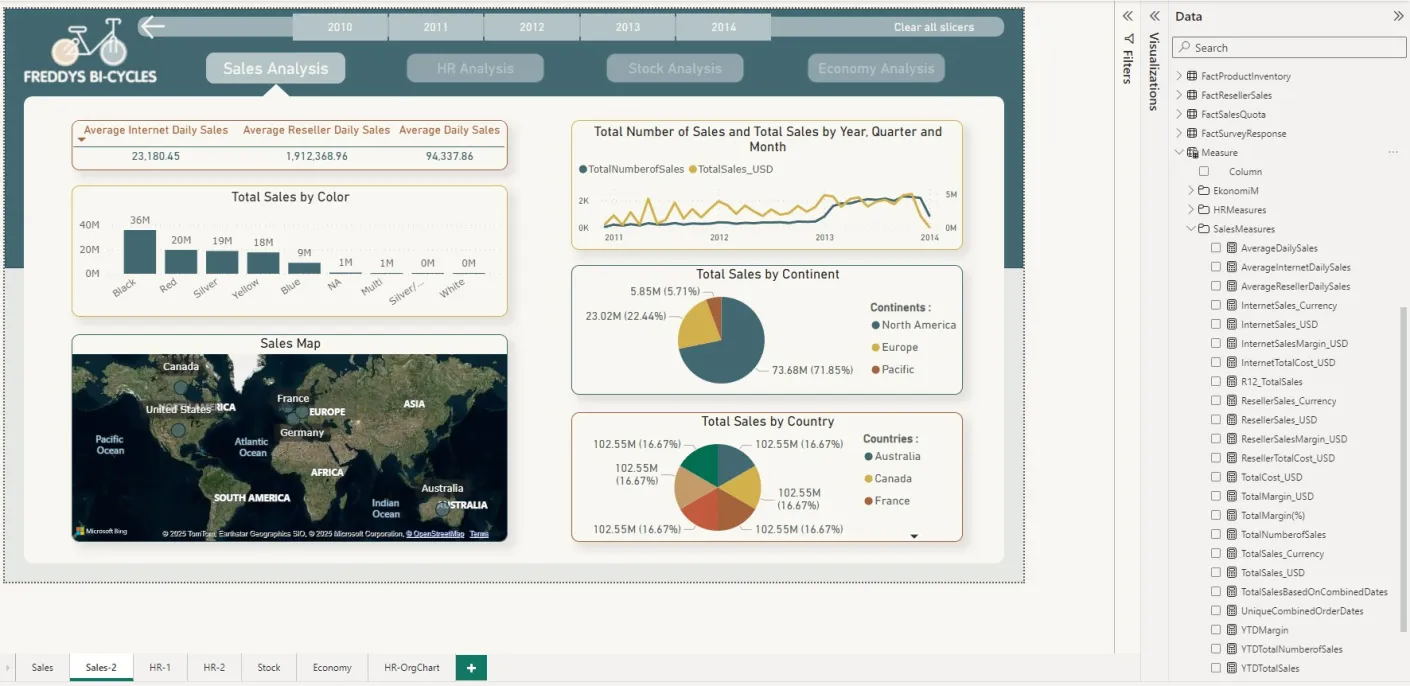 2010
2011
2012
2013
2014
Clear all slicers
FREDDYS BI-CYCLES
Sales Analysis
HR Analysis
Stock Analysis
Economy Analysis
Average Internet Daily Sales
Average Reseller Daily Sales
Average Daily Sales
23,180.45
1,912,368.96
94,337.86
Total Sales by Color
40M
20M
0M
36M
20M
19M
18M
9M
1M
1M
0M
0M
Black
Red
Silver
Yellow
Blue
NA
Multi
Silver/...
White
Sales Map
Canada
United States
France
EUROPE
Germany
ASIA
Pacific
Ocean
Atlantic
Ocean
AFRICA
SOUTH AMERICA
Indian
Ocean
Australia
Microsoft Bing
© 2025 TomTom, Earthstar Geographics SIO, © 2025 Microsoft Corporation, © OpenStreetMap Terms
Total Number of Sales and Total Sales by Year, Quarter and
Month
TotalNumberofSales
TotalSales_USD
2K
0K
5M
0M
2011
2012
2013
2014
Total Sales by Continent
5.85M (5.71%)
23.02M (22.44%)
73.68M (71.85%)
Continents :
North America
Europe
Pacific
Total Sales by Country
102.55M (16.67%)
102.55M (16.67%)
102.55M
(16.67%)
102.55M
(16.67%)
102.55M (16.67%)
102.55M (16.67%)
Countries :
Australia
Canada
France
Filters
Visualizations
Data
Search
FactProductInventory
FactResellerSales
FactSalesQuota
FactSurveyResponse
Measure
Column
EkonomiM
HRMeasures
SalesMeasures
AverageDailySales
AverageInternetDailySales
AverageResellerDailySales
InternetSales_Currency
InternetSales_USD
InternetSalesMargin_USD
InternetTotalCost_USD
R12_TotalSales
ResellerSales_Currency
ResellerSales_USD
ResellerSalesMargin_USD
ResellerTotalCost_USD
TotalCost_USD
TotalMargin_USD
TotalMargin(%)
TotalNumberofSales
TotalSales_Currency
TotalSales_USD
TotalSalesBasedOnCombinedDates
UniqueCombinedOrderDates
YTDMargin
YTDTotalNumberofSales
YTDTotalSales
Sales
Sales-2
HR-1
HR-2
Stock
Economy
HR-OrgChart